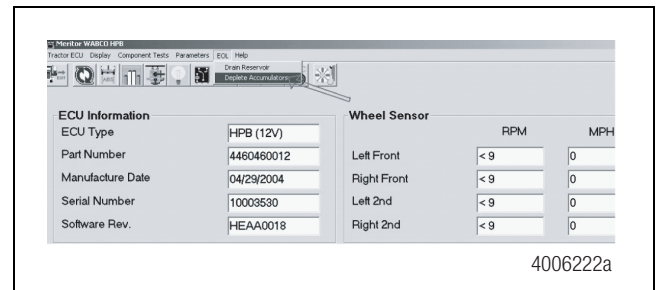 Meritor WABCO HPB
Tractor ECU Display Component Tests Parameters EOL Help
Drain Reservoir
Deplete Accumulators
ECU Information
Wheel Sensor
RPM MPH
ECU Type HPB (12V)
Part Number 4460460012 Left Front < 9 0
Manufacture Date 04/29/2004 Right Front < 9 0
Serial Number 10003530 Left 2nd < 9 0
Software Rev. HEAA0018 Right 2nd < 9 0
4006222a